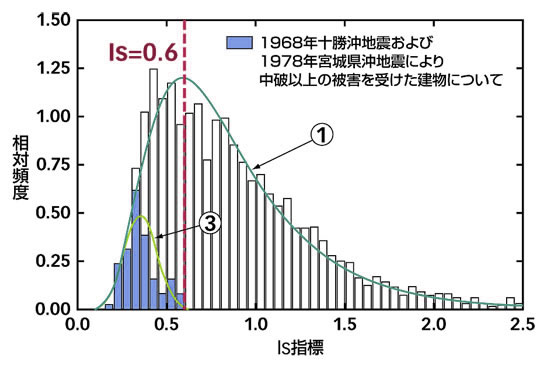 1.50
1.25
1.00
0.75
0.50
0.25
0.00
相対頻度
Is=0.6
1968年十勝沖地震および
1978年宮城県沖地震により
中破以上の被害を受けた建物について
①
③
0.0
0.5
1.0
1.5
2.0
2.5
Is指標